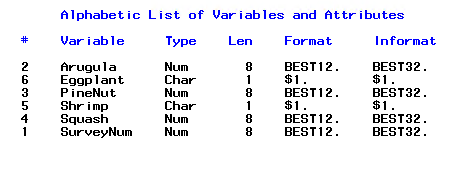 Alphabetic List of Variables and Attributes
# Variable Type Len Format Informat
2 Arugula Num 8 BEST12. BEST32.
6 Eggplant Char 1 $1. $1.
3 PineNut Num 8 BEST12. BEST32.
5 Shrimp Char 1 $1. $1.
4 Squash Num 8 BEST12. BEST32.
1 SurveyNum Num 8 BEST12. BEST32.